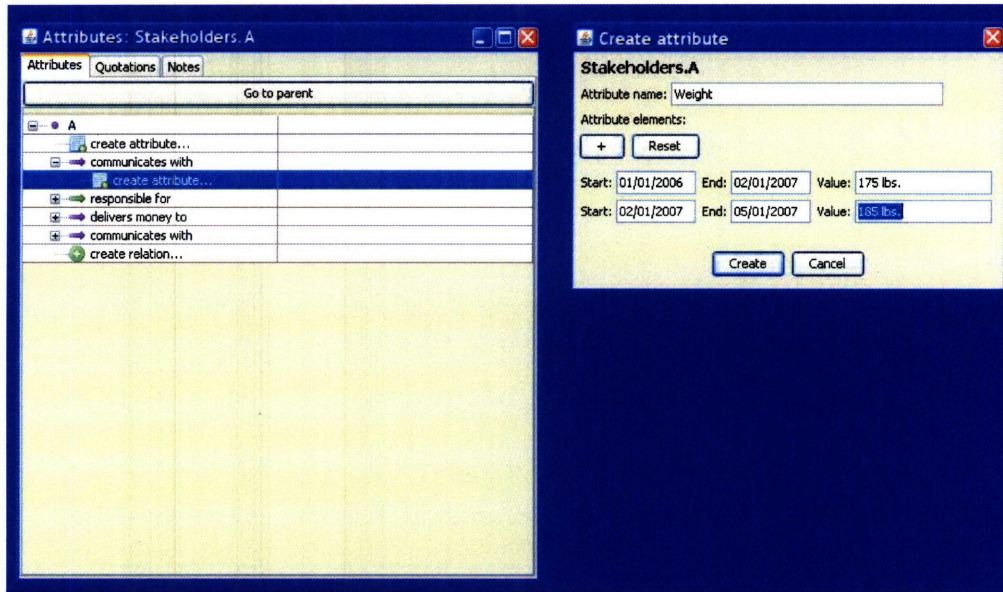 Attributes: Stakeholders.A
Attributes Quotations Notes
Go to parent
A
create attribute...
communicates with
create attribute...
responsible for
delivers money to
communicates with
create relation...
Create attribute
Stakeholders.A
Attribute name: Weight
Attribute elements:
+ Reset
Start: 01/01/2006 End: 02/01/2007 Value: 175 lbs.
Start: 02/01/2007 End: 05/01/2007 Value: 185 lbs.
Create Cancel